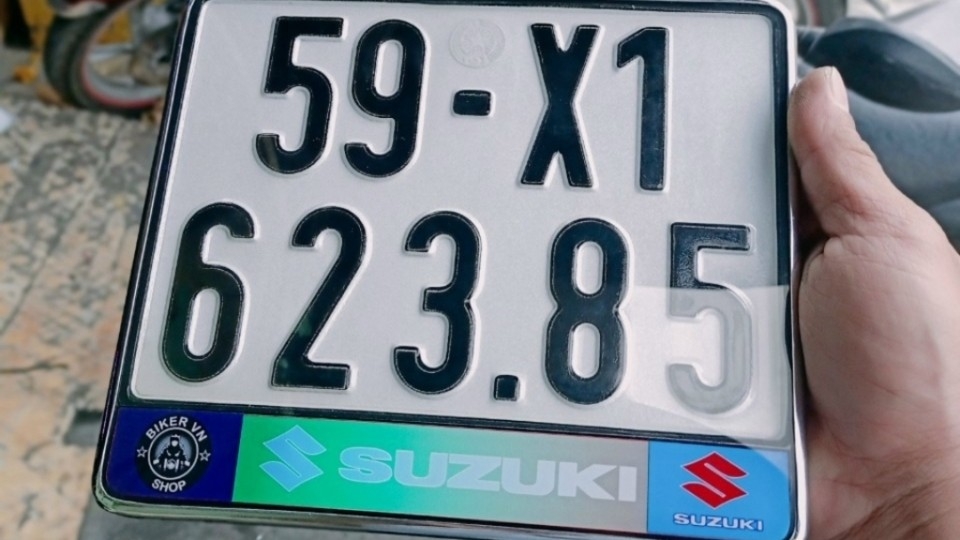 59-X1
623.85
BIKER VN
SHOP
SUZUKI
SUZUKI